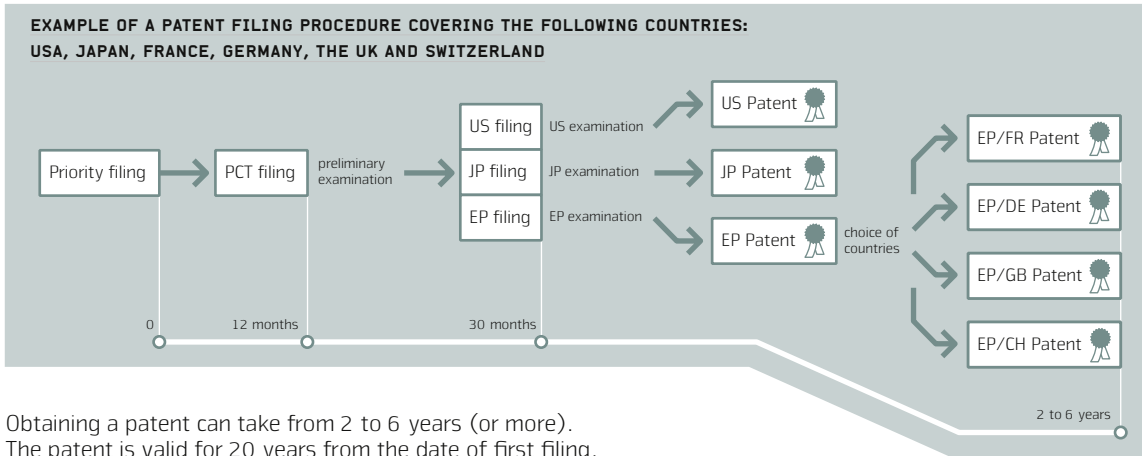 EXAMPLE OF A PATENT FILING PROCEDURE COVERING THE FOLLOWING COUNTRIES:
USA, JAPAN, FRANCE, GERMANY, THE UK AND SWITZERLAND
Priority filing
PCT filing
preliminary
examination
US filing
JP filing
EP filing
US examination
JP examination
EP examination
US Patent
JP Patent
EP Patent
choice of
countries
EP/FR Patent
EP/DE Patent
EP/GB Patent
EP/CH Patent
0
12 months
30 months
2 to 6 years
Obtaining a patent can take from 2 to 6 years (or more).
The patent is valid for 20 years from the date of first filing.